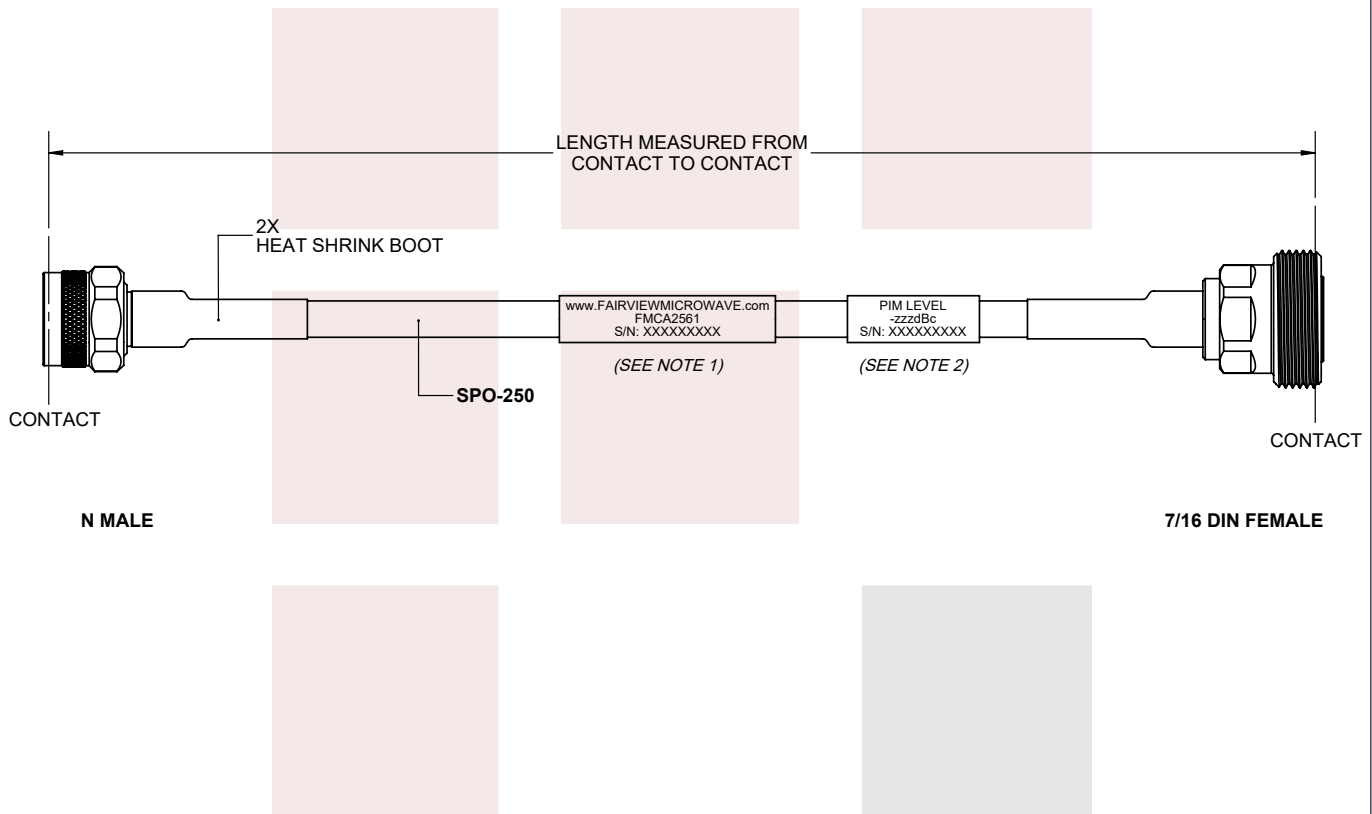 LENGTH MEASURED FROM
CONTACT TO CONTACT
2X
HEAT SHRINK BOOT
www.FAIRVIEWMICROWAVE.com
FMCA2561
S/N: XXXXXXXXX
PIM LEVEL
-zzzdBc
S/N: XXXXXXXXX
(SEE NOTE 1)
(SEE NOTE 2)
SPO-250
CONTACT
CONTACT
N MALE
7/16 DIN FEMALE